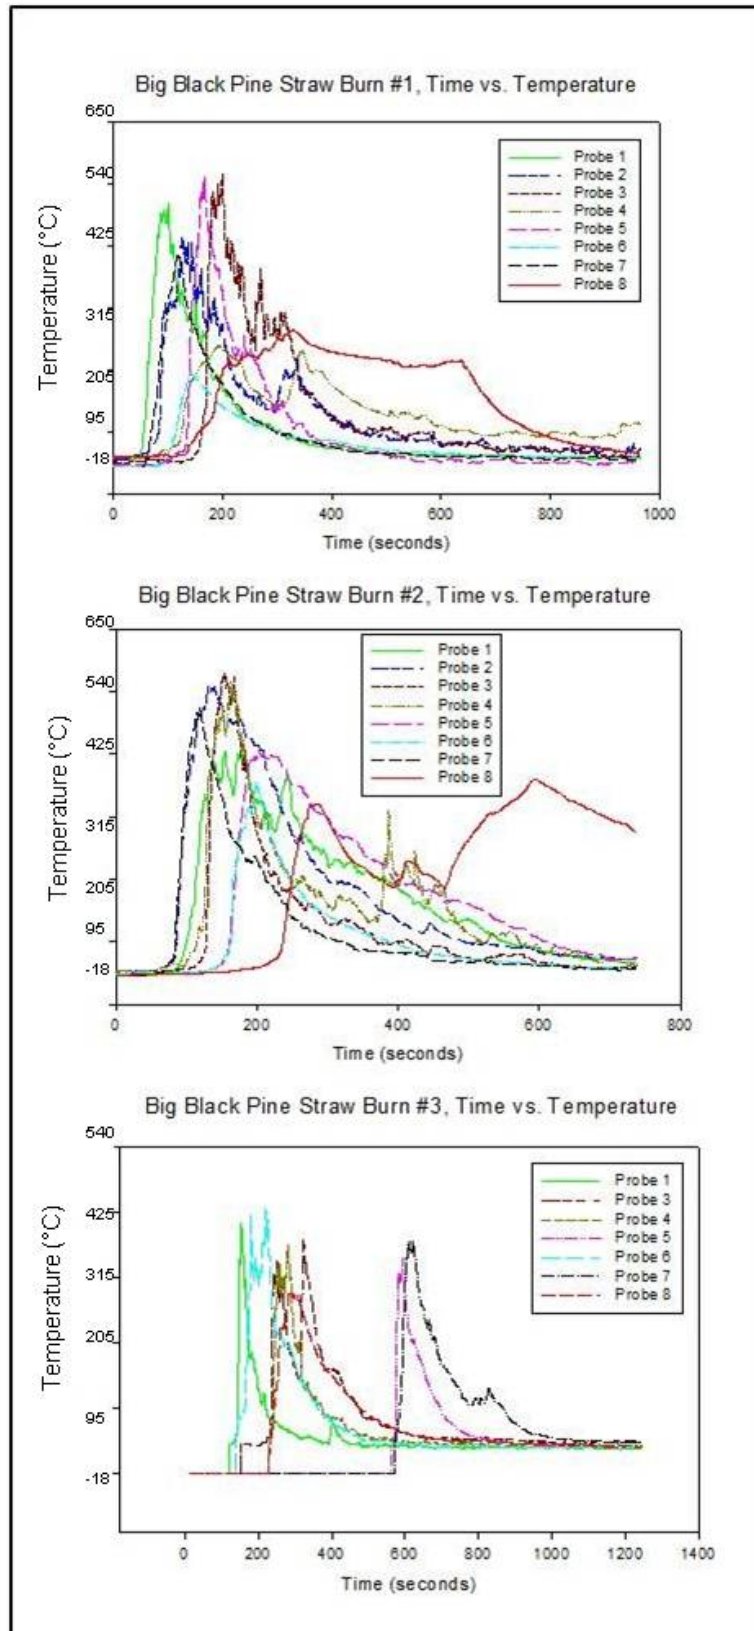 Big Black Pine Straw Burn #1, Time vs. Temperature
650
540
425
315
205
95
-18
Temperature (°C)
Probe 1
Probe 2
Probe 3
Probe 4
Probe 5
Probe 6
Probe 7
Probe 8
0 200 400 600 800 1000
Time (seconds)
Big Black Pine Straw Burn #2, Time vs. Temperature
650
540
425
315
205
95
-18
Temperature (°C)
Probe 1
Probe 2
Probe 3
Probe 4
Probe 5
Probe 6
Probe 7
Probe 8
0 200 400 600 800
Time (seconds)
Big Black Pine Straw Burn #3, Time vs. Temperature
540
425
315
205
95
-18
Temperature (°C)
Probe 1
Probe 3
Probe 4
Probe 5
Probe 6
Probe 7
Probe 8
0 200 400 600 800 1000 1200 1400
Time (seconds)